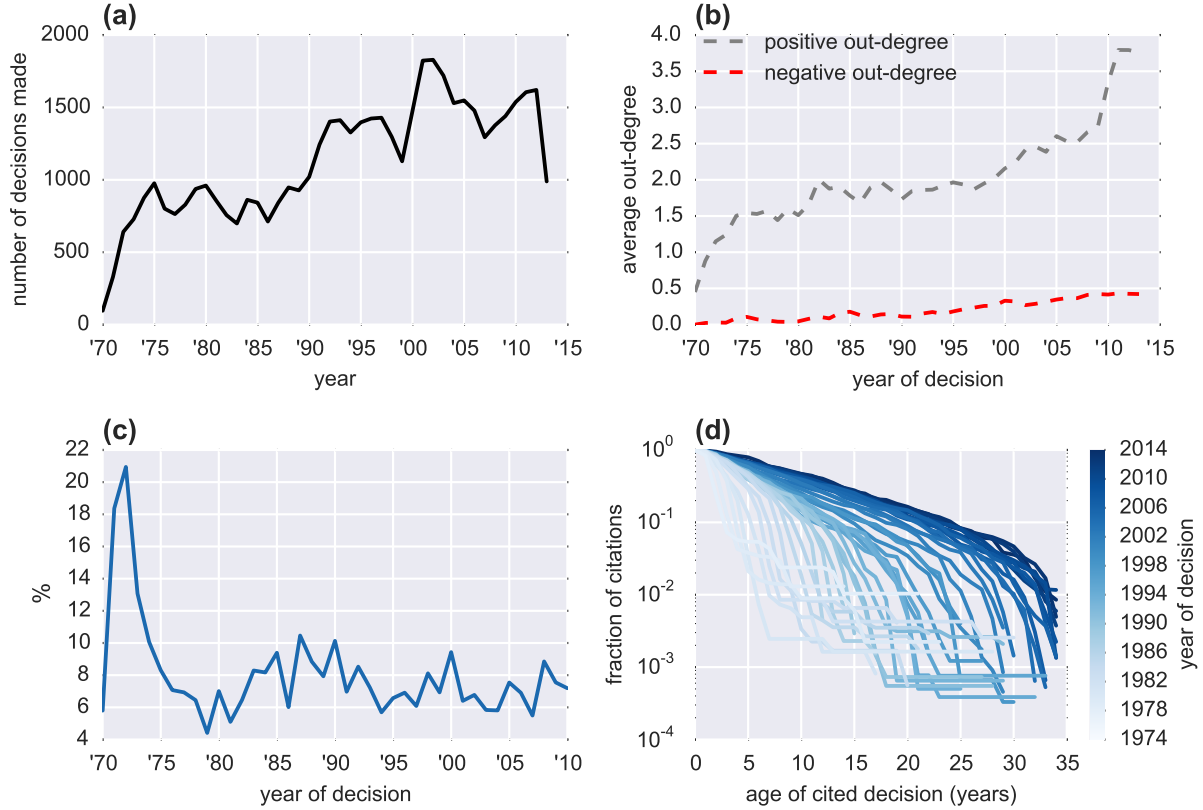 (a)
2000
1500
1000
500
0
number of decisions made
'70 '75 '80 '85 '90 '95 '00 '05 '10 '15
year
(b)
4.0
3.5
3.0
2.5
2.0
1.5
1.0
0.5
0.0
average out-degree
positive out-degree
negative out-degree
'70 '75 '80 '85 '90 '95 '00 '05 '10 '15
year of decision
(c)
22
20
18
16
14
12
10
8
6
4
%
'70 '75 '80 '85 '90 '95 '00 '05 '10
year of decision
(d)
10^0
10^-1
10^-2
10^-3
10^-4
fraction of citations
0 5 10 15 20 25 30 35
age of cited decision (years)
2014
2010
2006
2002
1998
1994
1990
1986
1982
1978
1974
year of decision